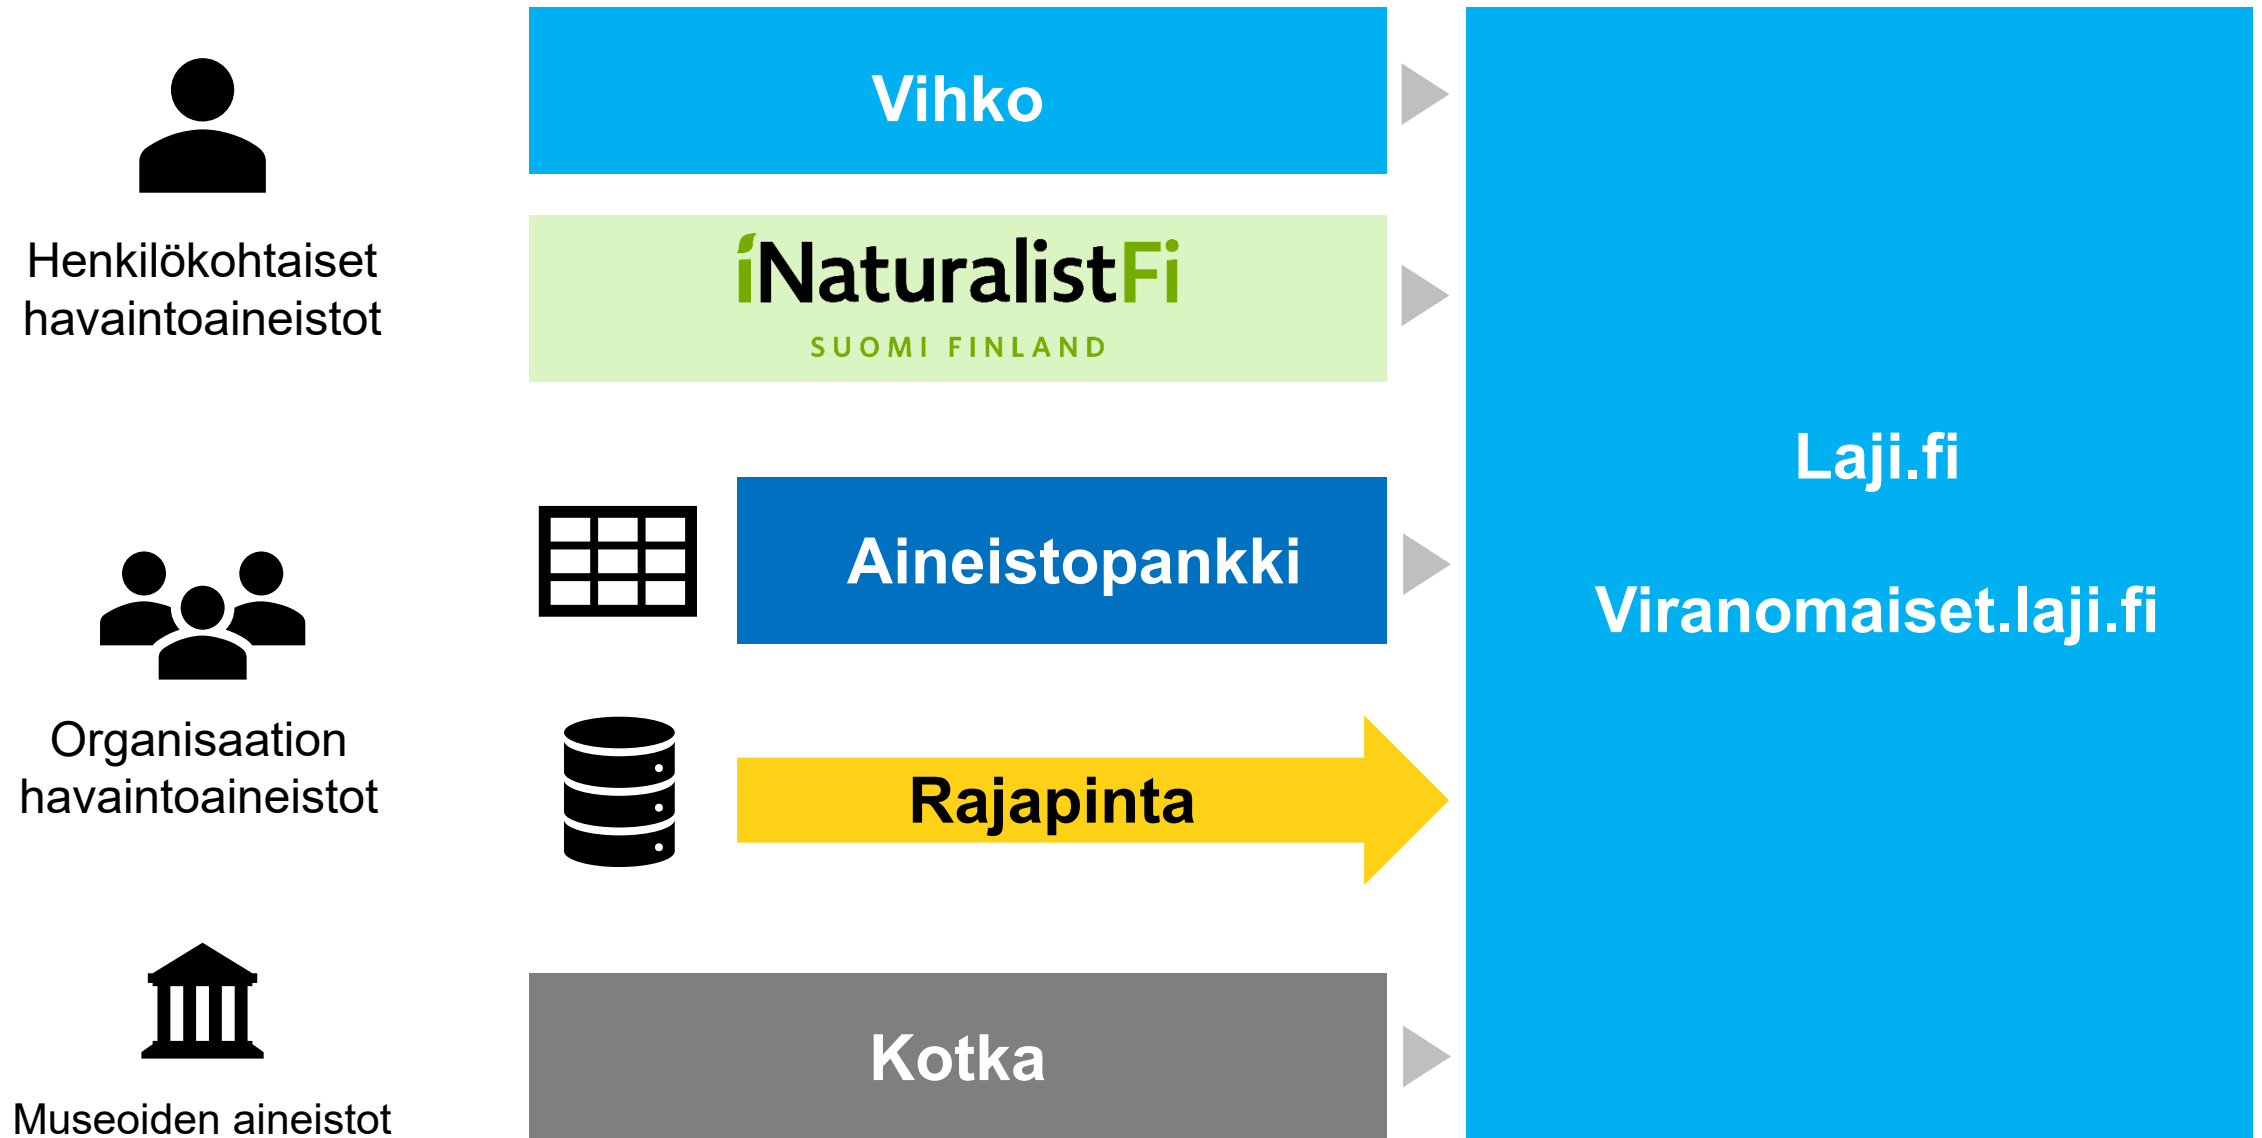 Vihko
Henkilökohtaiset
havaintoaineistot
iNaturalistFi
SUOMI FINLAND
Aineistopankki
Organisaation
havaintoaineistot
Rajapinta
Museoiden aineistot
Kotka
Laji.fi
Viranomaiset.laji.fi